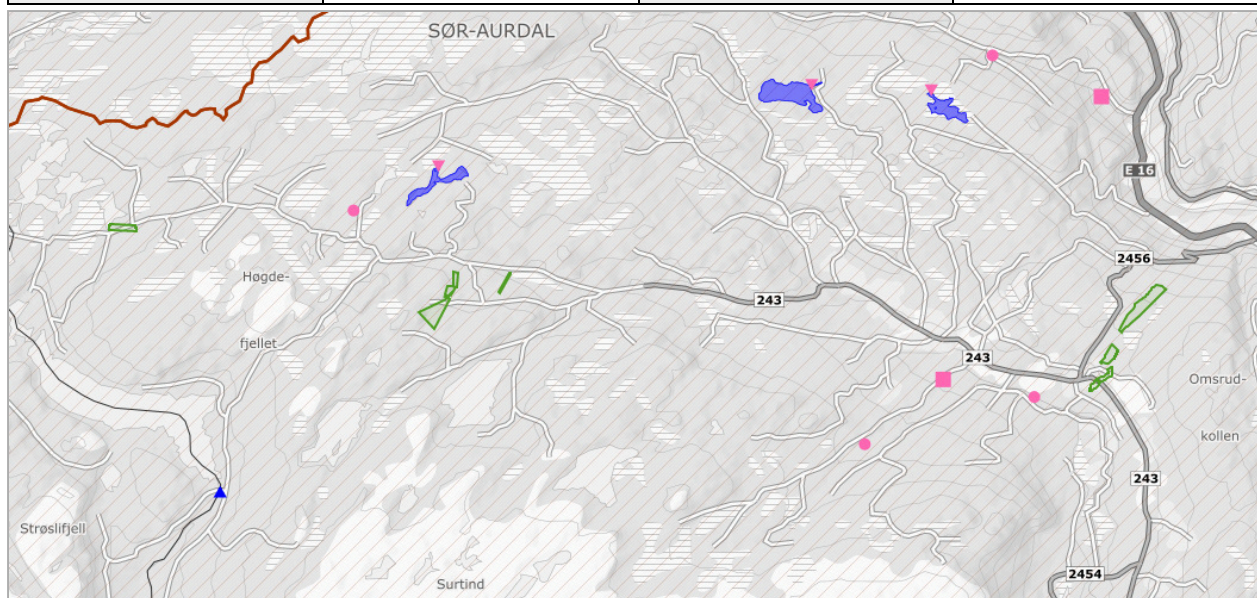 SØR-AURDAL
E 16
2456
Høgde-
243
fjellet
243
Omsrud-
kollen
243
Strøslifjell
Surtind
2454